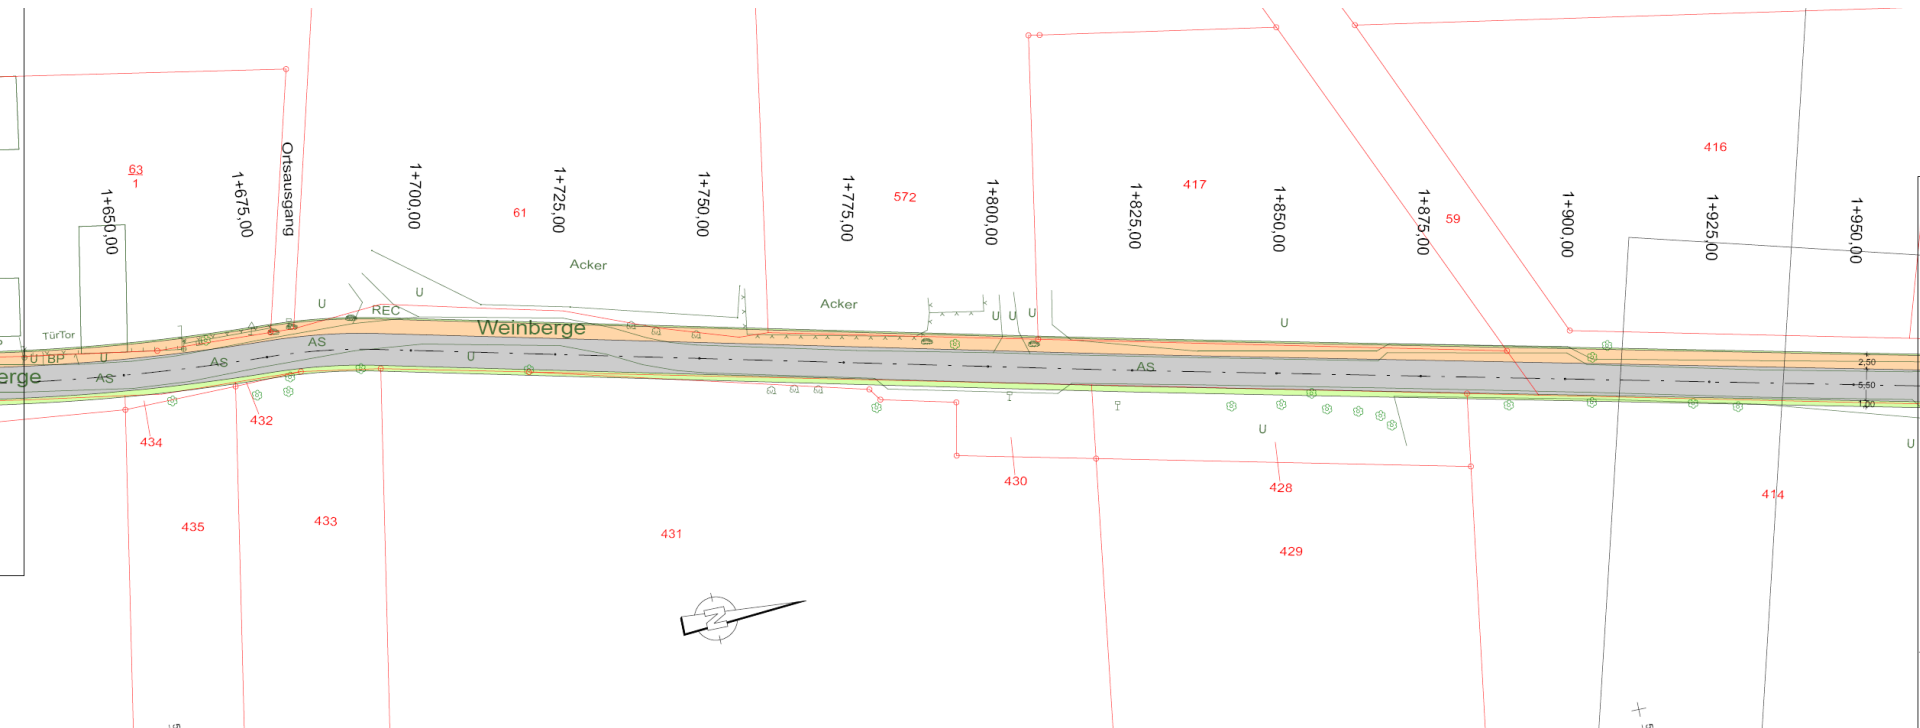 63
1
Ortsausgang
1+650,00
1+675,00
1+700,00
1+725,00
1+750,00
1+775,00
1+800,00
1+825,00
1+850,00
1+875,00
1+900,00
1+925,00
1+950,00
61
572
417
59
416
Acker
Acker
U
U
REC
Weinberge
U
U
U
U
TürTor
U
BP
U
erge
AS
AS
AS
U
AS
2,50
5,50
1,00
434
432
435
433
431
430
428
429
U
414
U
N